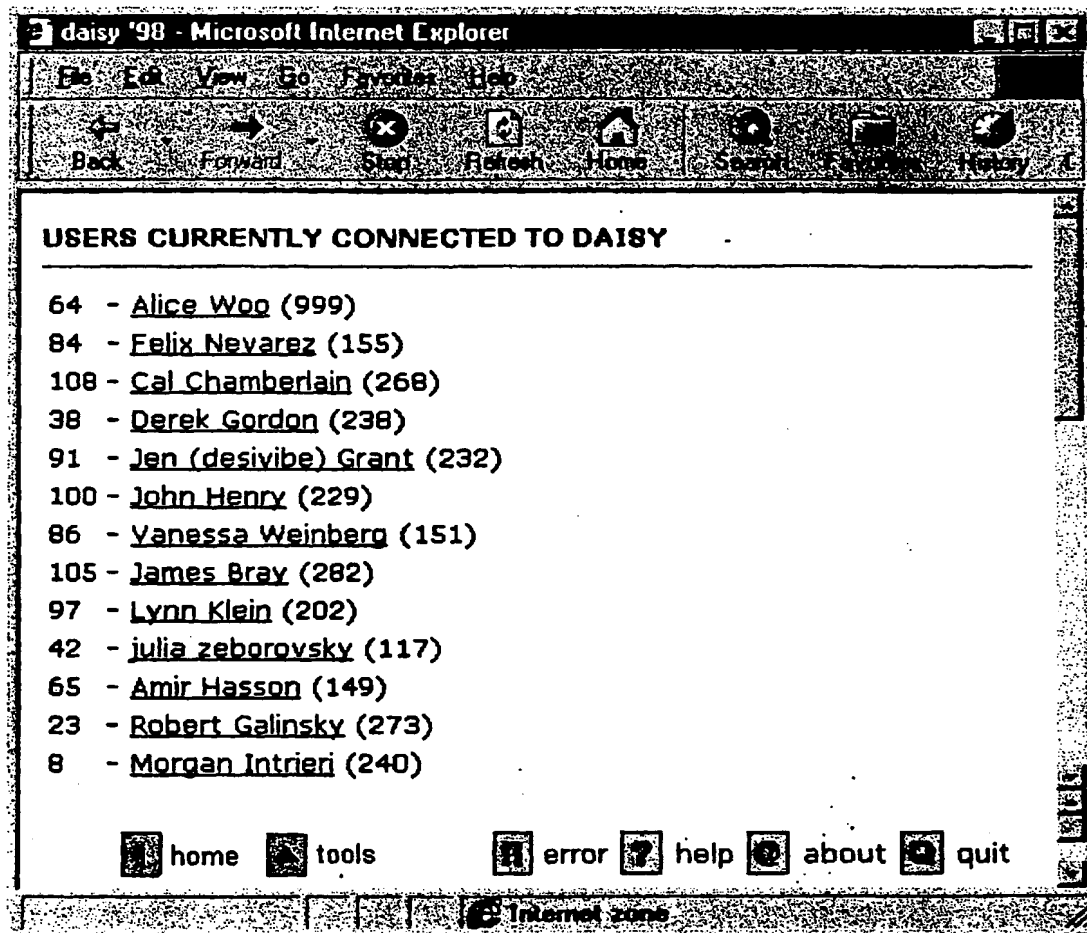 daisy '98 - Microsoft Internet Explorer
File Edit View Go Favorites Help
Back Forward Stop Refresh Home Search Favorites History
USERS CURRENTLY CONNECTED TO DAISY
64 - Alice Woo (999)
84 - Felix Nevarez (155)
108 - Cal Chamberlain (268)
38 - Derek Gordon (238)
91 - Jen (desivibe) Grant (232)
100 - John Henry (229)
86 - Vanessa Weinberg (151)
105 - James Bray (282)
97 - Lynn Klein (202)
42 - julia zeborovsky (117)
65 - Amir Hasson (149)
23 - Robert Galinsky (273)
8 - Morgan Intrieri (240)
home tools error ? help @ about quit
Internet zone